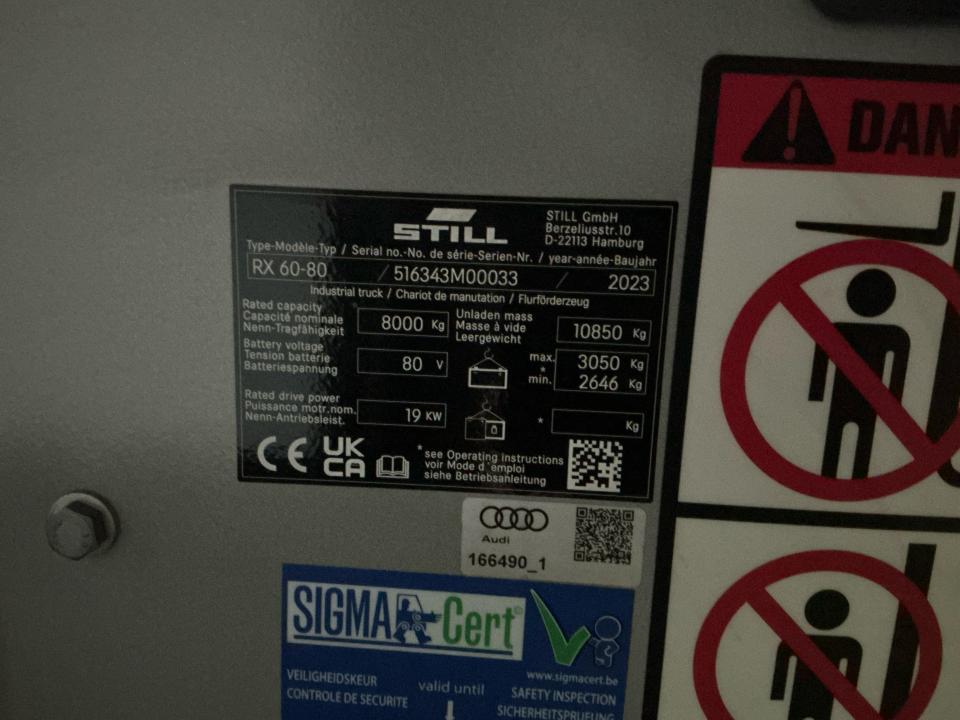 STILL
STILL GmbH
Berzeliusstr.10
D-22113 Hamburg
Type-Modèle-Typ / Serial no.-No. de série-Serien-Nr. / year-année-Baujahr
RX 60-80 / 516343M00033 / 2023
Industrial truck / Chariot de manutation / Flurförderzeug
Rated capacity
Capacité nominale
Nenn-Tragfähigkeit
8000 Kg
Unladen mass
Masse à vide
Leergewicht
10850 Kg
Battery voltage
Tension batterie
Batteriespannung
80 V
max. 3050 Kg
*
min. 2646 Kg
Rated drive power
Puissance motr.nom.
Nenn-Antriebsleist.
19 KW
* Kg
CE UK
CA
*see Operating instructions
voir Mode d'emploi
siehe Betriebsanleitung
Audi
166490_1
SIGMA Cert
www.sigmacert.be
VEILIGHEIDSKEUR
CONTROLE DE SECURITE
valid until
SAFETY INSPECTION
SICHERHEITSPRUEFUNG
DAN